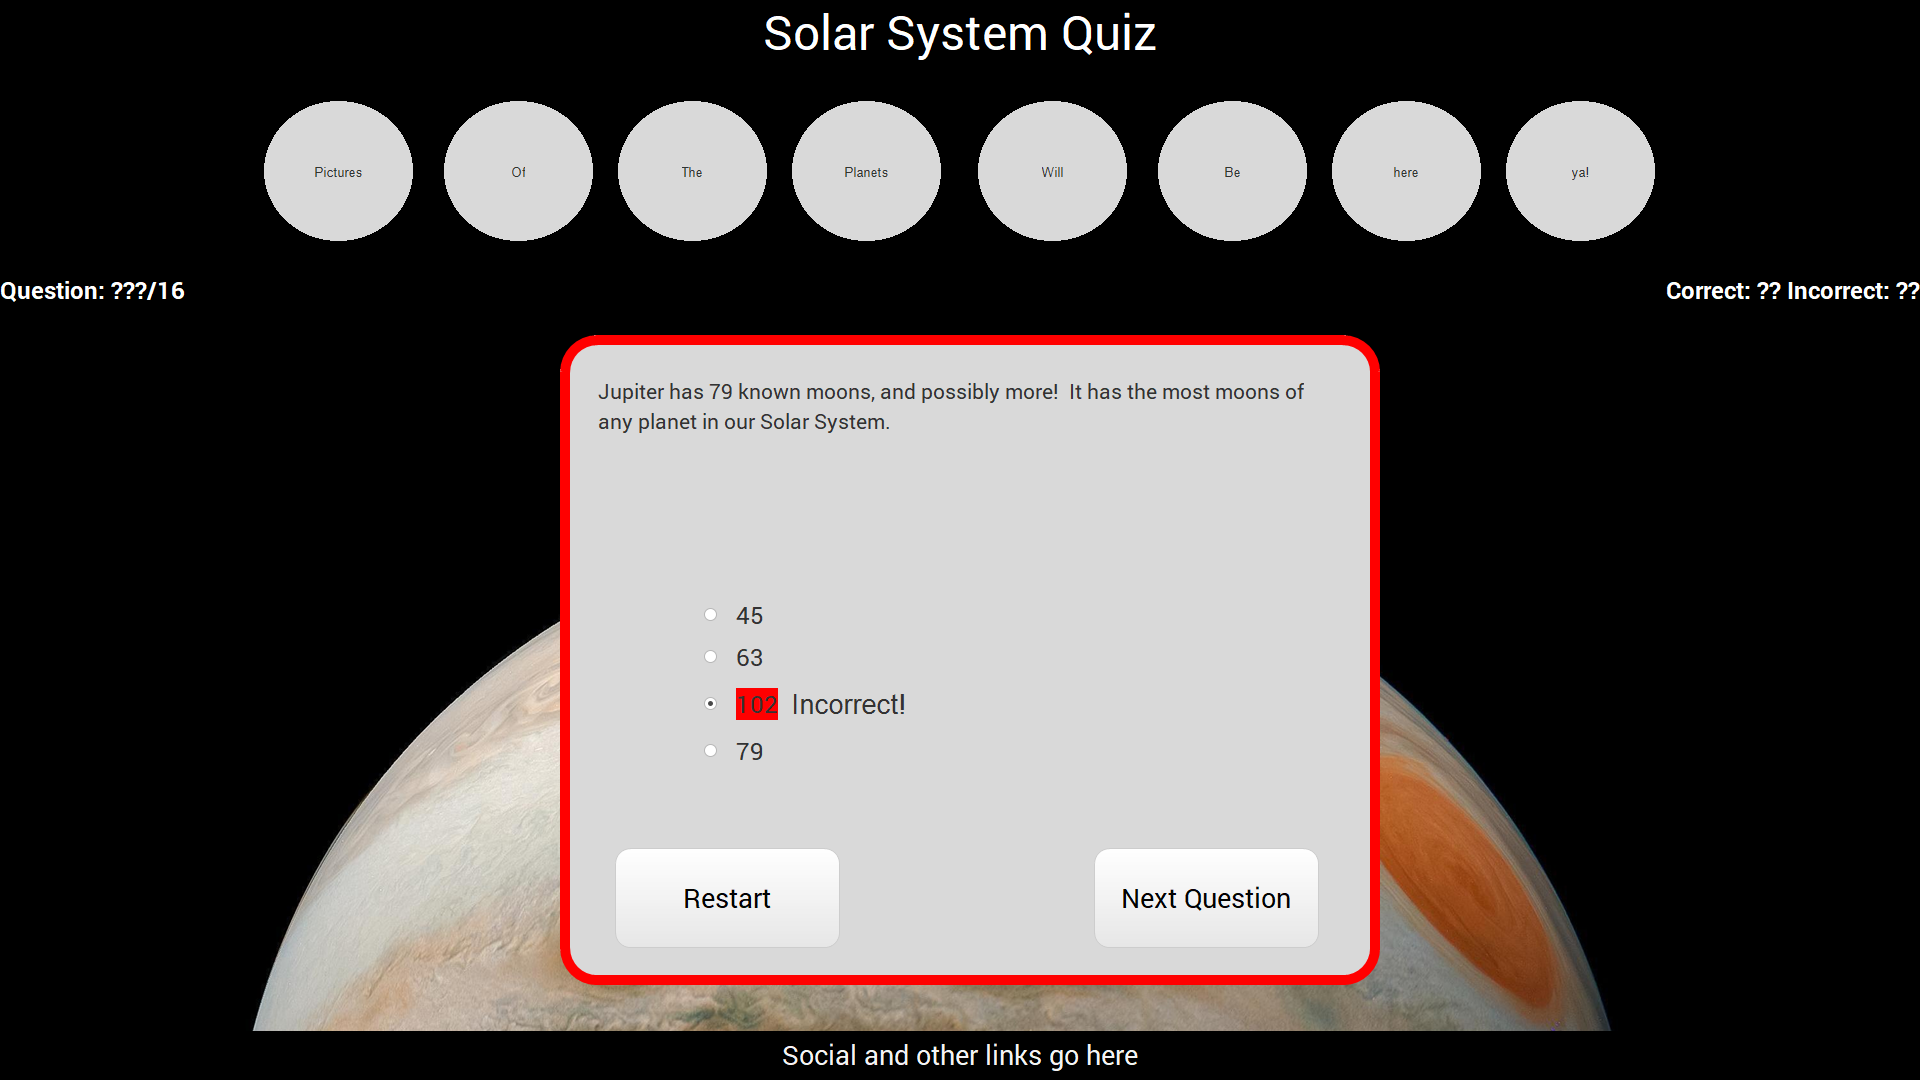 Solar System Quiz
Pictures Of The Planets Will Be here ya!
Question: ???/16
Correct: ?? Incorrect: ??
Jupiter has 79 known moons, and possibly more!  It has the most moons of
any planet in our Solar System.
45
63
102 Incorrect!
79
Restart
Next Question
Social and other links go here